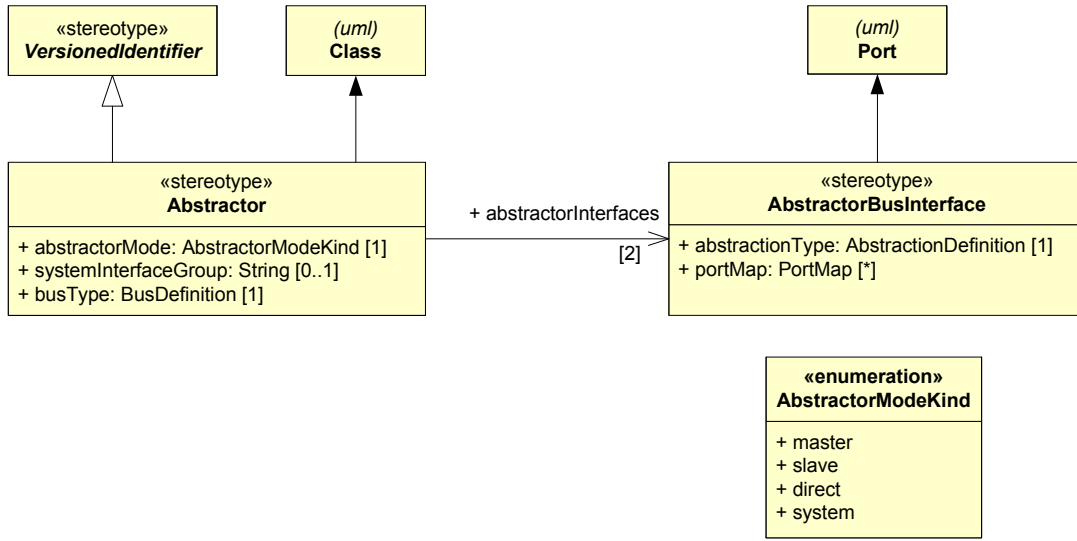 «stereotype»
VersionedIdentifier
(uml)
Class
(uml)
Port
«stereotype»
Abstractor
+ abstractorMode: AbstractorModeKind [1]
+ systemInterfaceGroup: String [0..1]
+ busType: BusDefinition [1]
+ abstractorInterfaces
[2]
«stereotype»
AbstractorBusInterface
+ abstractionType: AbstractionDefinition [1]
+ portMap: PortMap [*]
«enumeration»
AbstractorModeKind
+ master
+ slave
+ direct
+ system